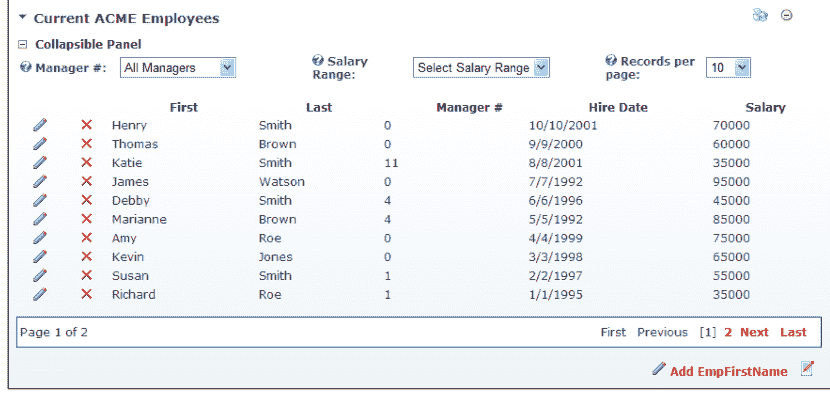 Current ACME Employees
Collapsible Panel
Manager #: All Managers Salary Range: Select Salary Range Records per page: 10
First Last Manager # Hire Date Salary
Henry Smith 0 10/10/2001 70000
Thomas Brown 0 9/9/2000 60000
Katie Smith 11 8/8/2001 35000
James Watson 0 7/7/1992 95000
Debby Smith 4 6/6/1996 45000
Marianne Brown 4 5/5/1992 85000
Amy Roe 0 4/4/1999 75000
Kevin Jones 0 3/3/1998 65000
Susan Smith 1 2/2/1997 55000
Richard Roe 1 1/1/1995 35000
Page 1 of 2 First Previous [1] 2 Next Last
Add EmpFirstName